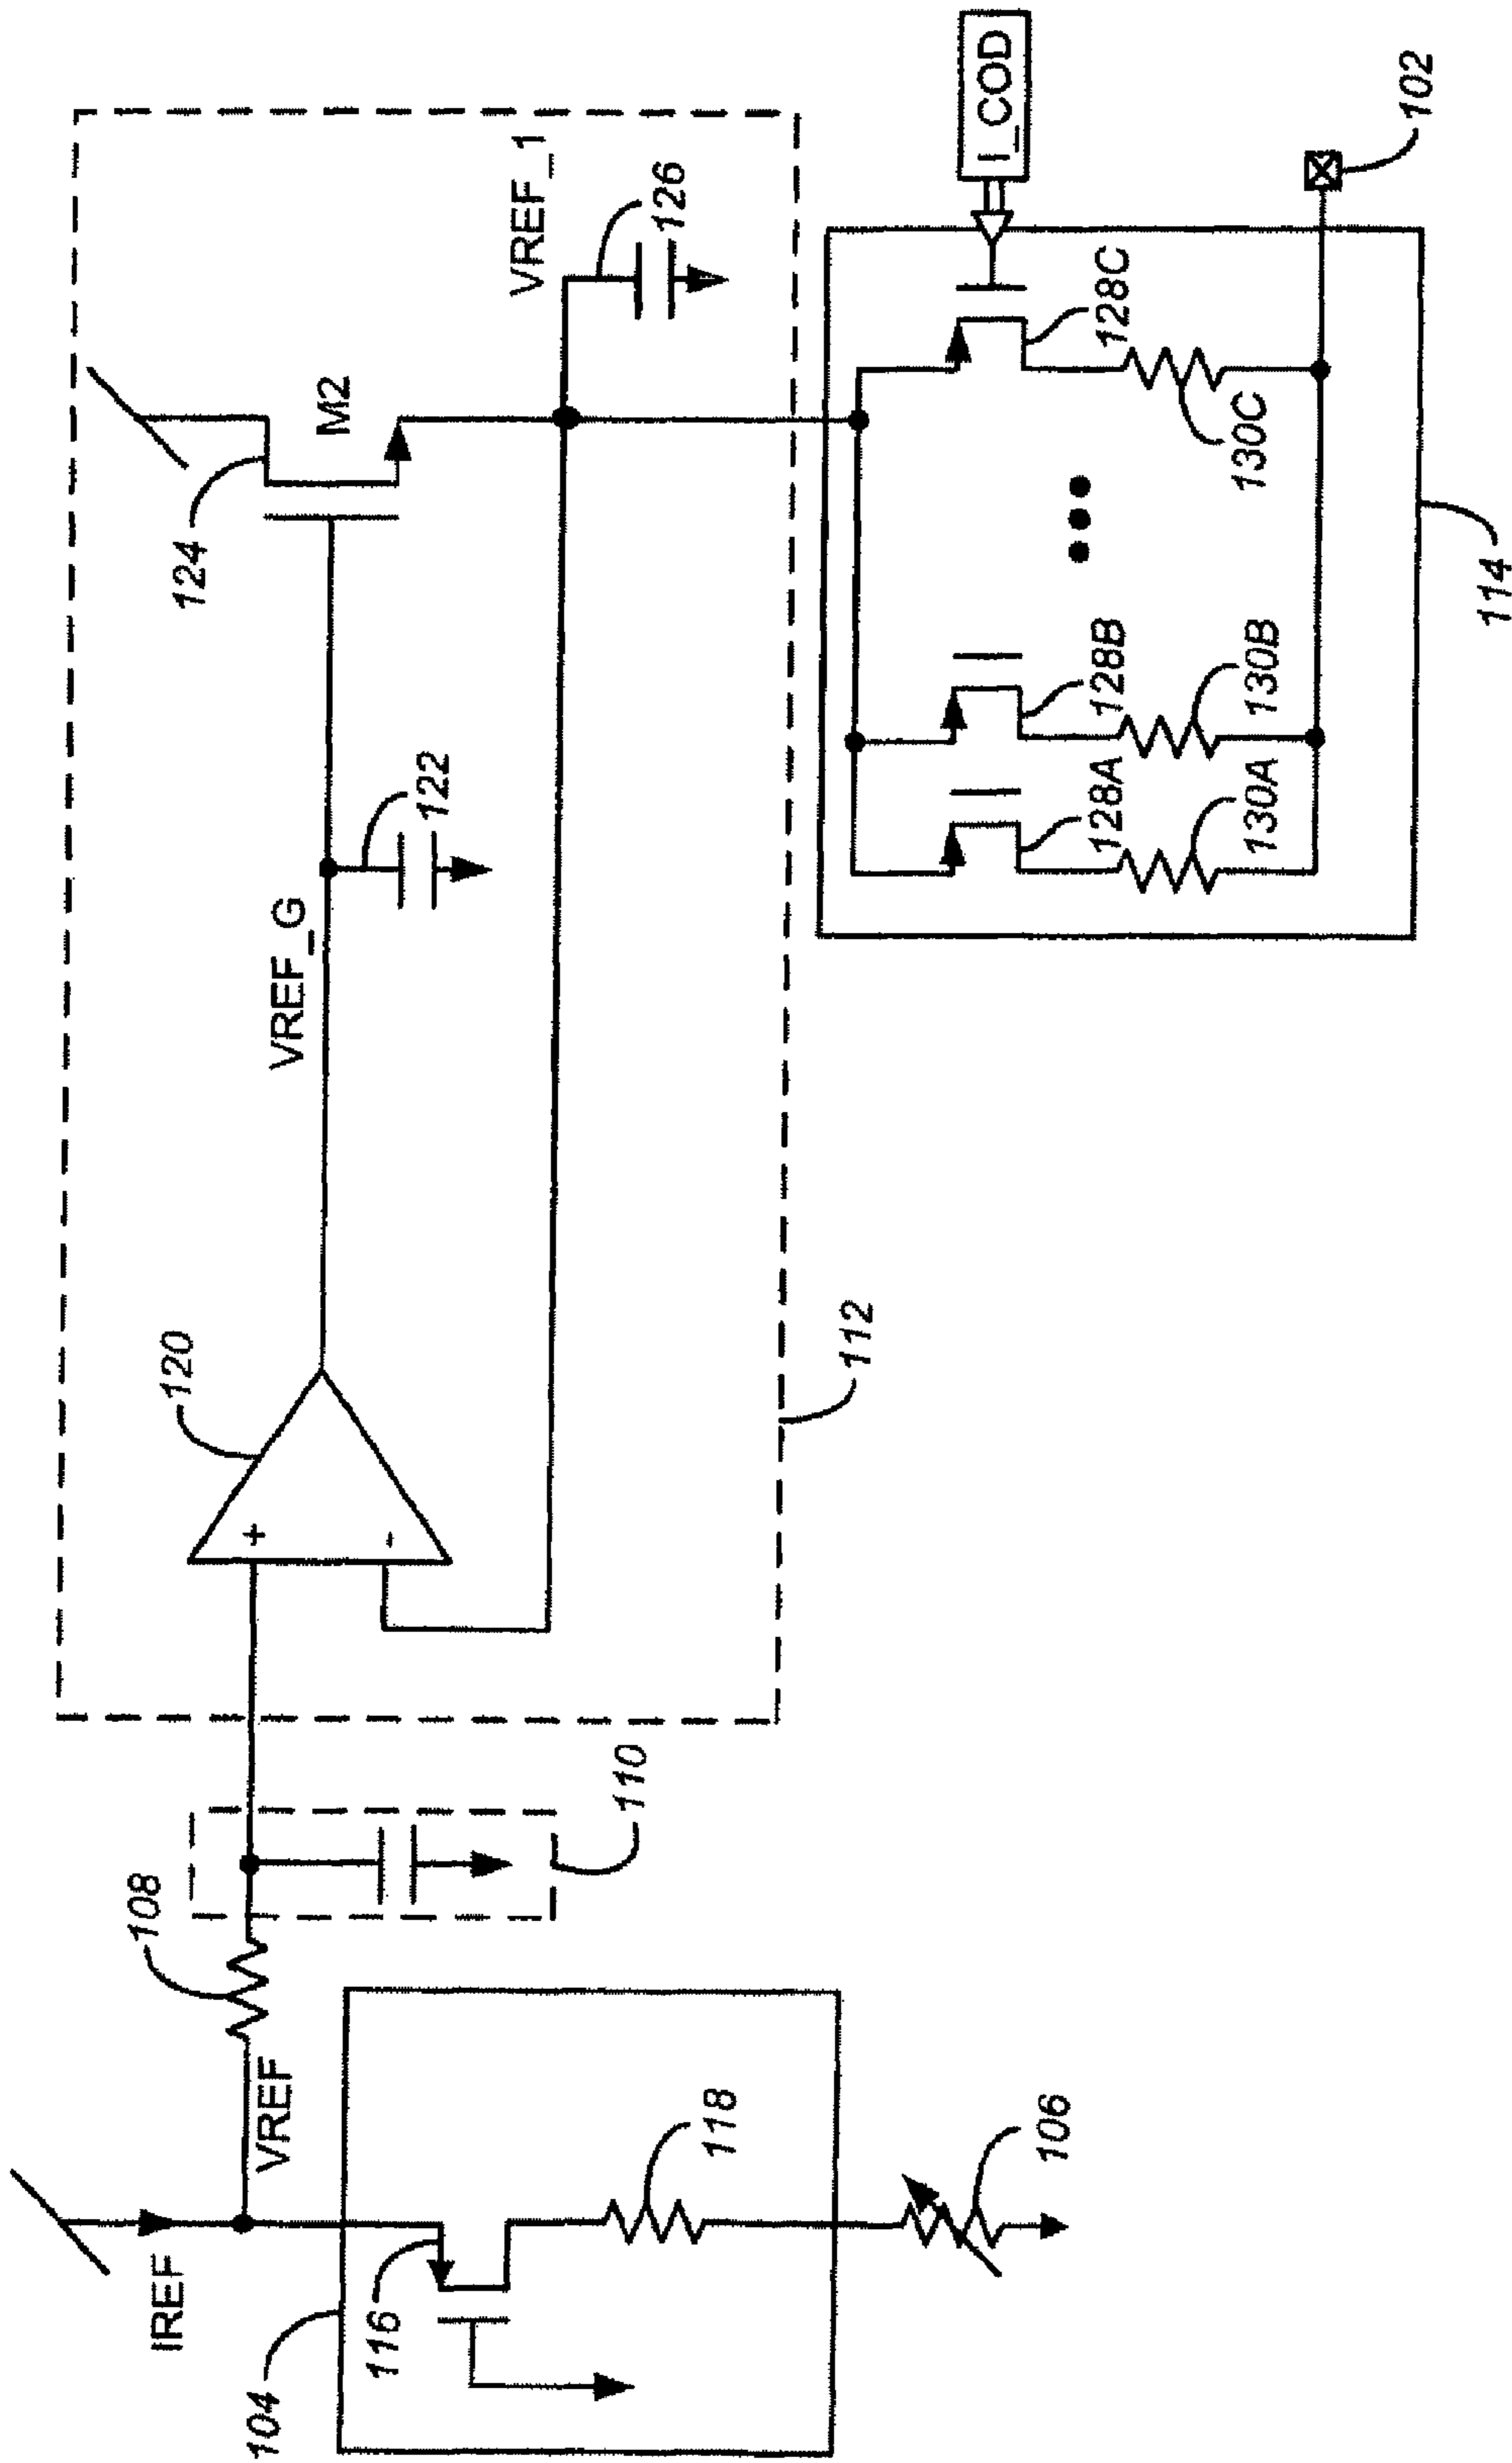 IREF
VREF
104
116
118
106
108
110
120
VREF_G
122
124
M2
VREF_1
126
112
+
-
I_COD
128A
128B
128C
130A
130B
130C
102
114